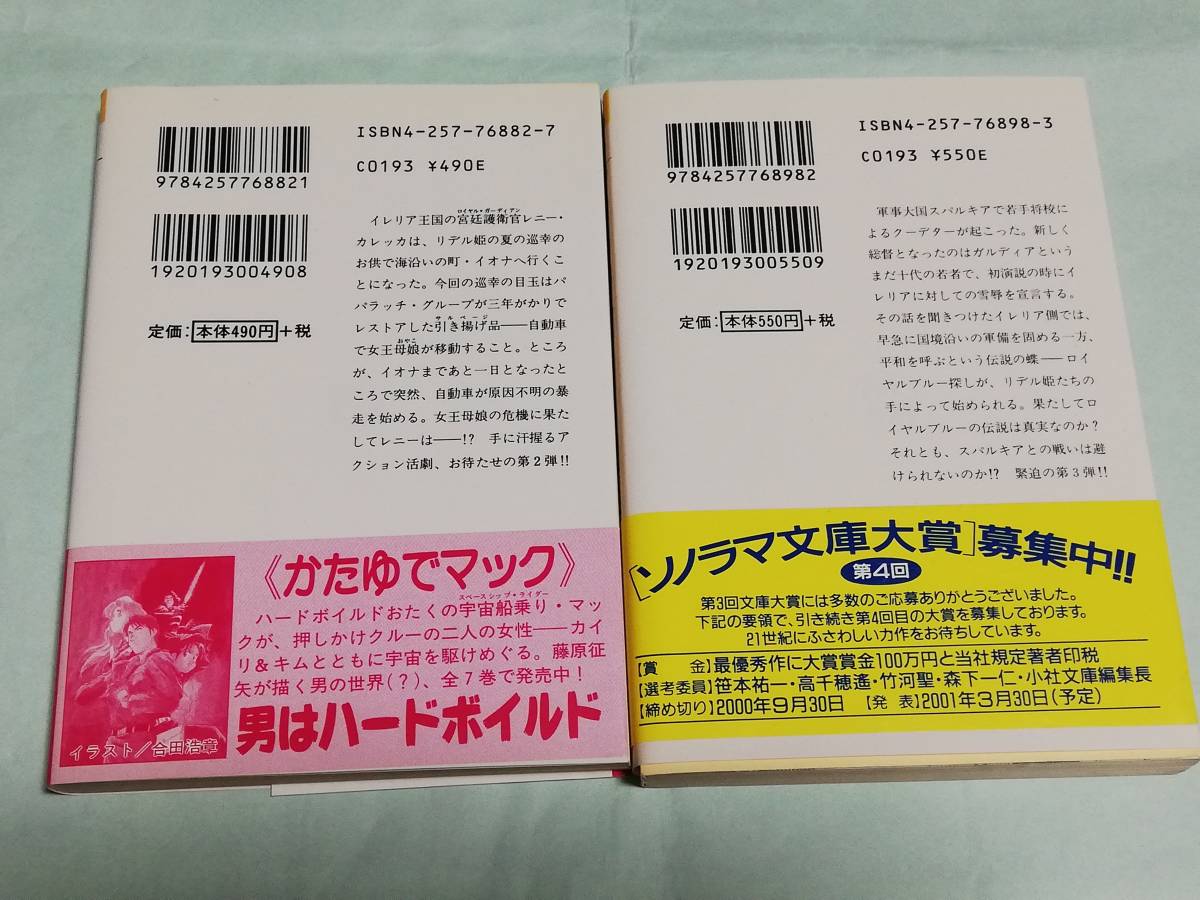 ISBN4-257-76882-7
C0193 ¥490E
9784257768821
1920193004908
定価：本体490円＋税
ロイヤル・ガーディアン
イレリア王国の宮廷護衛官レニー・
カレッカは、リデル姫の夏の巡幸の
お供で海沿いの町・イオナへ行くこ
とになった。今回の巡幸の目玉はパ
パラッチ・グループが三年がかりで
サルベージ
レストアした引き揚げ品――自動車
おやこ
で女王母娘が移動すること。ところ
が、イオナまであと一日となったと
ころで突然、自動車が原因不明の暴
走を始める。女王母娘の危機に果た
してレニーは――!?　手に汗握るア
クション活劇、お待たせの第２弾!!
《かたゆでマック》
スペースシップ・ライダー
ハードボイルドおたくの宇宙船乗り・マッ
クが、押しかけクルーの二人の女性――カイ
リ＆キムとともに宇宙を駆けめぐる。藤原征
矢が描く男の世界(？)、全７巻で発売中！
男はハードボイルド
イラスト／合田浩章
ISBN4-257-76898-3
C0193 ¥550E
9784257768982
1920193005509
定価：本体550円＋税
軍事大国スパルキアで若手将校に
よるクーデターが起こった。新しく
総督となったのはガルディアという
まだ十代の若者で、初演説の時にイ
レリアに対しての雪辱を宣言する。
その話を聞きつけたイレリア側では、
早急に国境沿いの軍備を固める一方、
平和を呼ぶという伝説の蝶――ロイ
ヤルブルー探しが、リデル姫たちの
手によって始められる。果たしてロ
イヤルブルーの伝説は真実なのか？
それとも、スパルキアとの戦いは避
けられないのか!?　緊迫の第３弾!!
［ソノラマ文庫大賞］募集中!!
第4回
第3回文庫大賞には多数のご応募ありがとうございました。
下記の要領で、引き続き第4回目の大賞を募集しております。
21世紀にふさわしい力作をお待ちしています。
【賞　金】最優秀作に大賞賞金100万円と当社規定著者印税
【選考委員】笹本祐一・高千穂遙・竹河聖・森下一仁・小社文庫編集長
【締め切り】2000年9月30日　【発 表】2001年3月30日（予定）